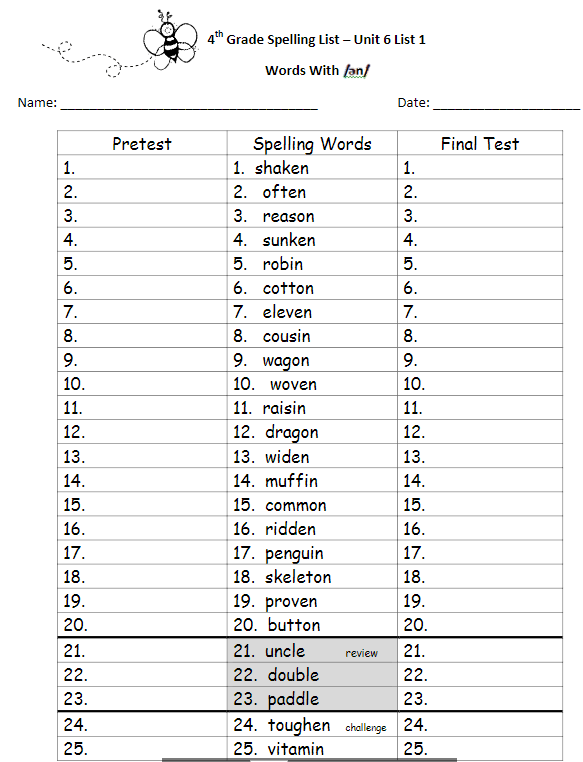 4th Grade Spelling List – Unit 6 List 1
Words With /ən/
Name: ________________________________ Date: ____________________
Pretest Spelling Words Final Test
1. 1. shaken 1.
2. 2. often 2.
3. 3. reason 3.
4. 4. sunken 4.
5. 5. robin 5.
6. 6. cotton 6.
7. 7. eleven 7.
8. 8. cousin 8.
9. 9. wagon 9.
10. 10. woven 10.
11. 11. raisin 11.
12. 12. dragon 12.
13. 13. widen 13.
14. 14. muffin 14.
15. 15. common 15.
16. 16. ridden 16.
17. 17. penguin 17.
18. 18. skeleton 18.
19. 19. proven 19.
20. 20. button 20.
21. 21. uncle review 21.
22. 22. double 22.
23. 23. paddle 23.
24. 24. toughen challenge 24.
25. 25. vitamin 25.